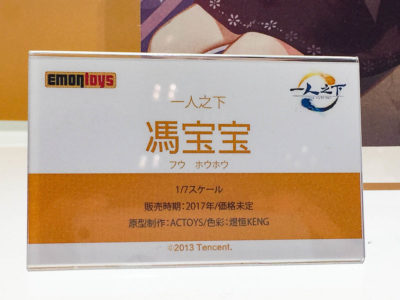 EMONtoys
一人之下
一人之下
馮宝宝
フウ ホウホウ
1/7スケール
販売時期：2017年/価格未定
原型制作：ACTOYS/色彩：煜恒KENG
©2013 Tencent.